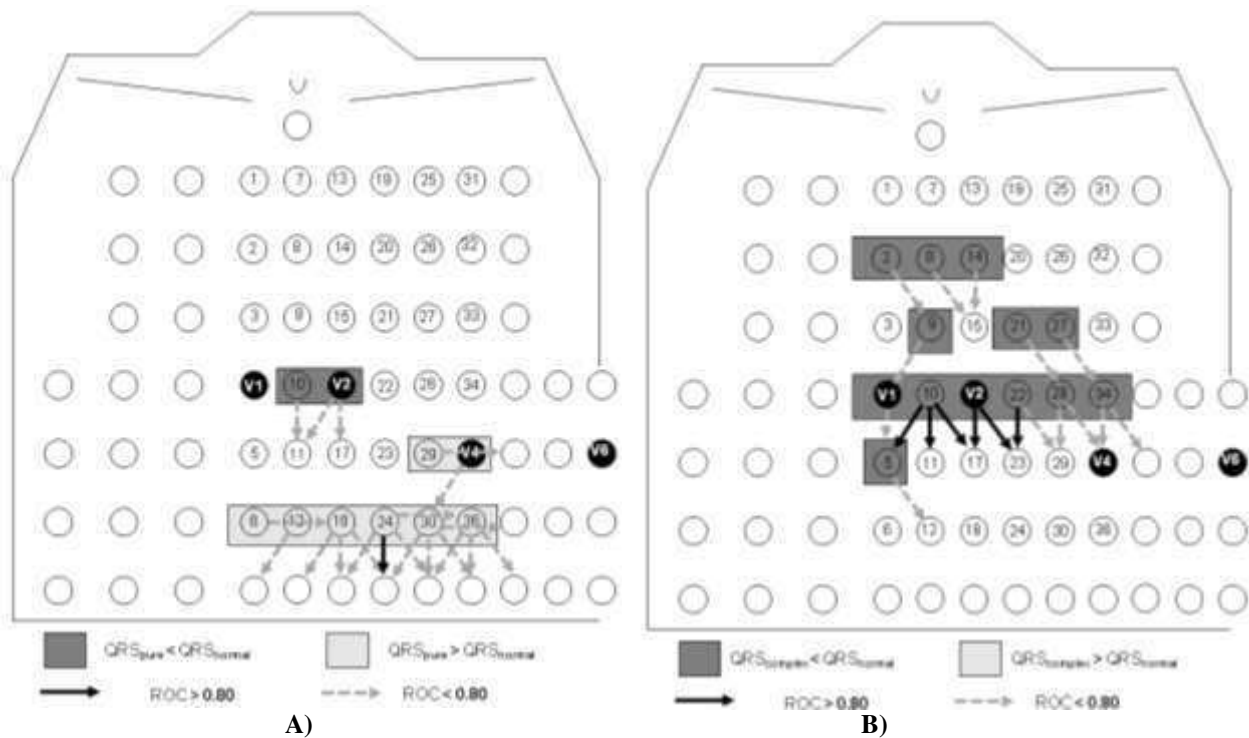 1 7 13 19 25 31
2 8 14 20 26 32
3 9 15 21 27 33
V1 10 V2 22 28 34
5 11 17 23 29 V4 V6
6 12 18 24 30 36
QRSpure < QRSnormal QRSpure > QRSnormal
ROC > 0.80 ROC < 0.80
A)
1 7 13 19 25 31
2 8 14 20 26 32
3 9 15 21 27 33
V1 10 V2 22 28 34
5 11 17 23 29 V4 V6
6 12 18 24 30 36
QRScomplex < QRSnormal QRScomplex > QRSnormal
ROC > 0.80 ROC < 0.80
B)